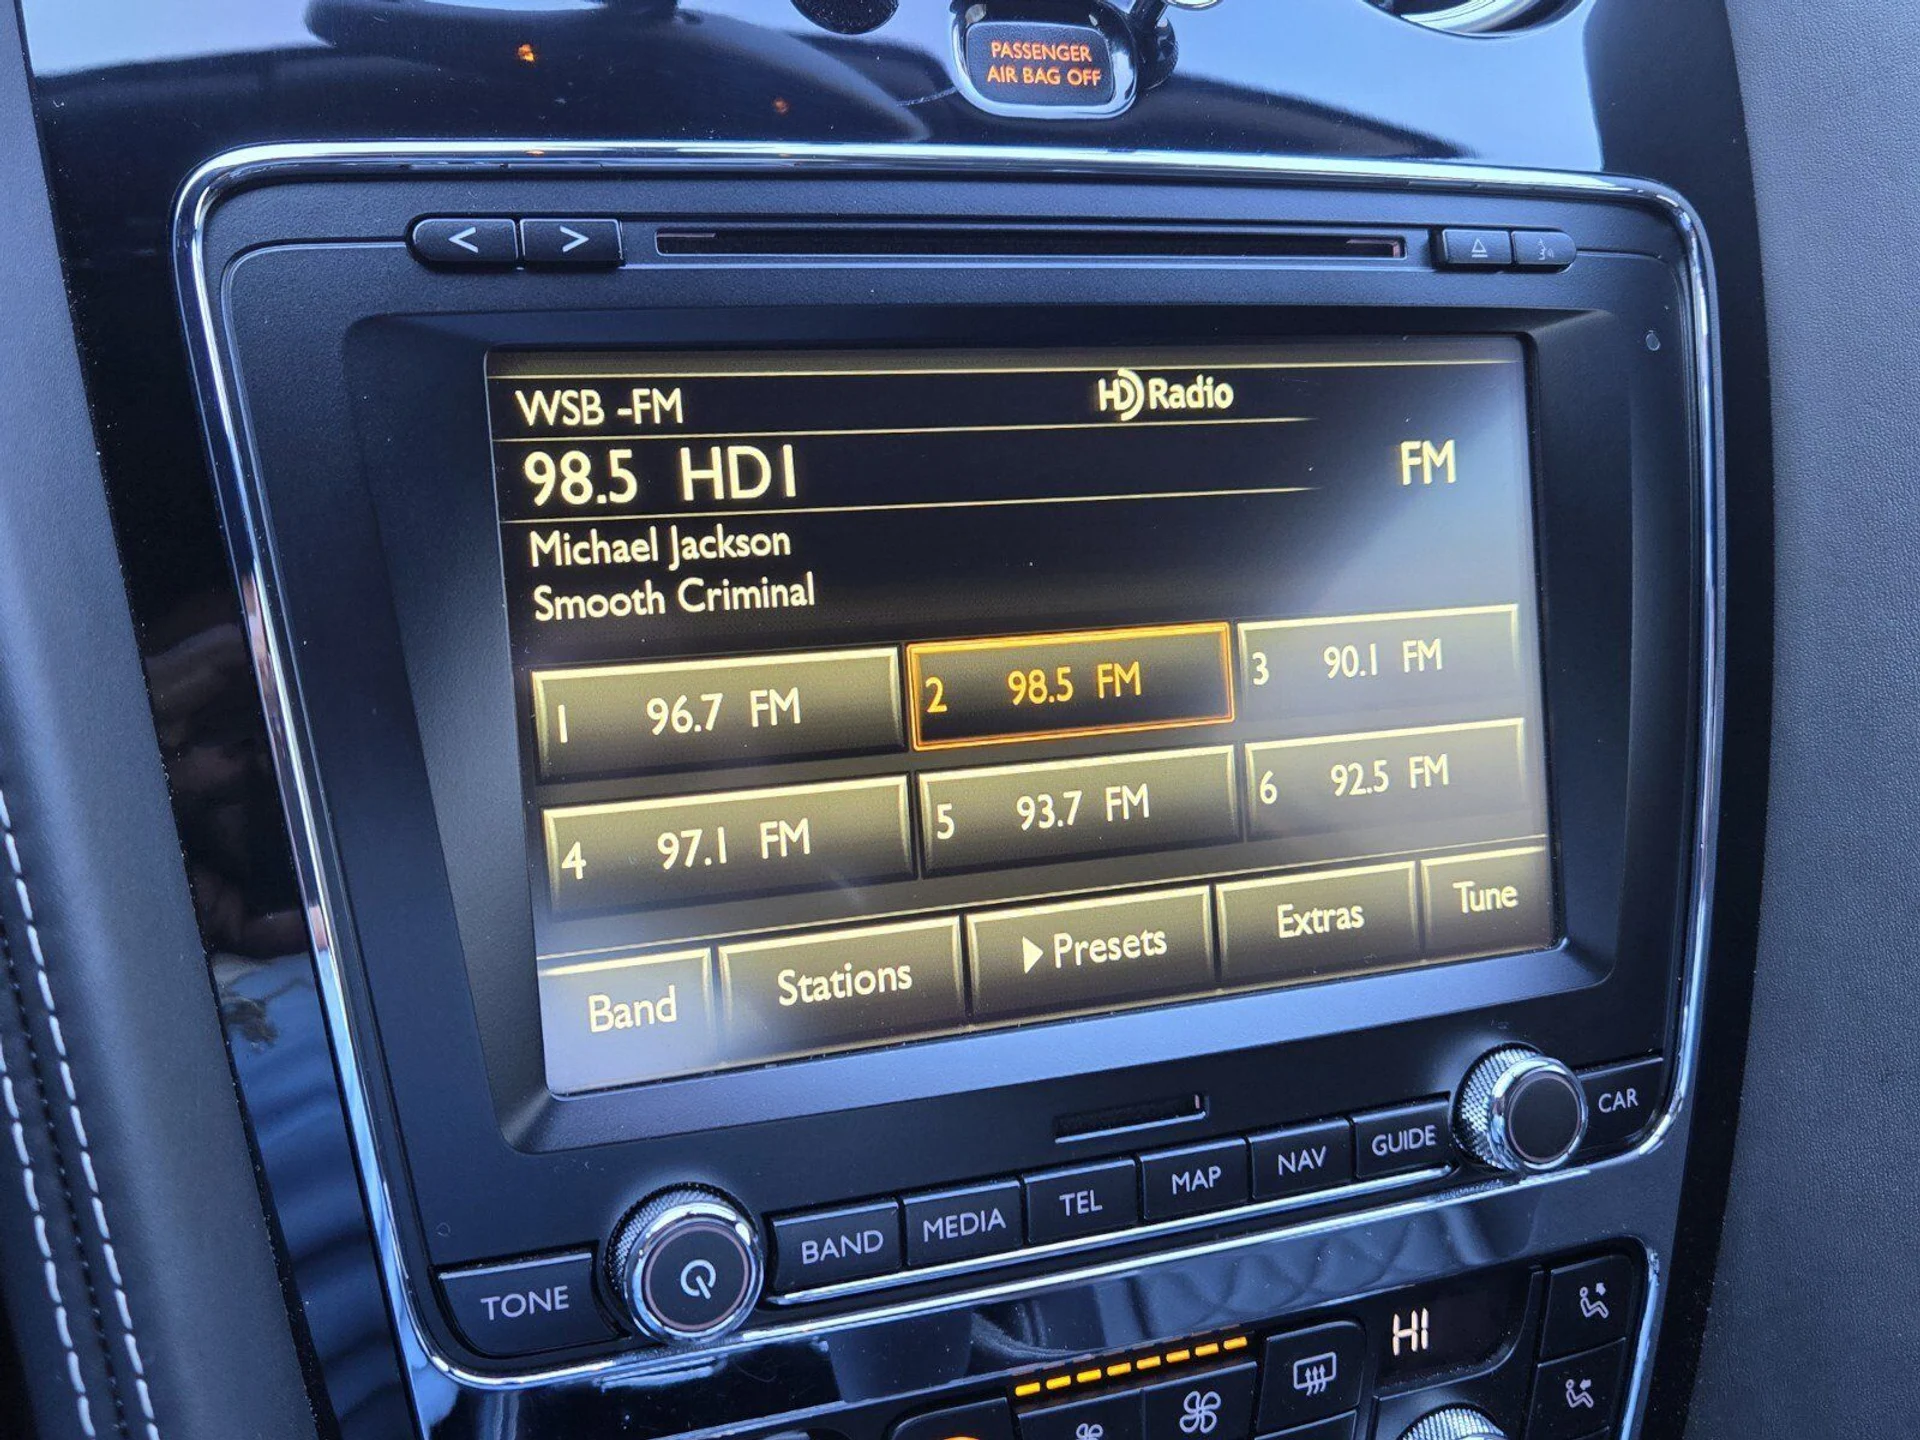 PASSENGER
AIR BAG OFF
< >
WSB -FM HD Radio
98.5 HD1 FM
Michael Jackson
Smooth Criminal
1 96.7 FM 2 98.5 FM 3 90.1 FM
4 97.1 FM 5 93.7 FM 6 92.5 FM
Band Stations Presets Extras Tune
TONE BAND MEDIA TEL MAP NAV GUIDE CAR
HI